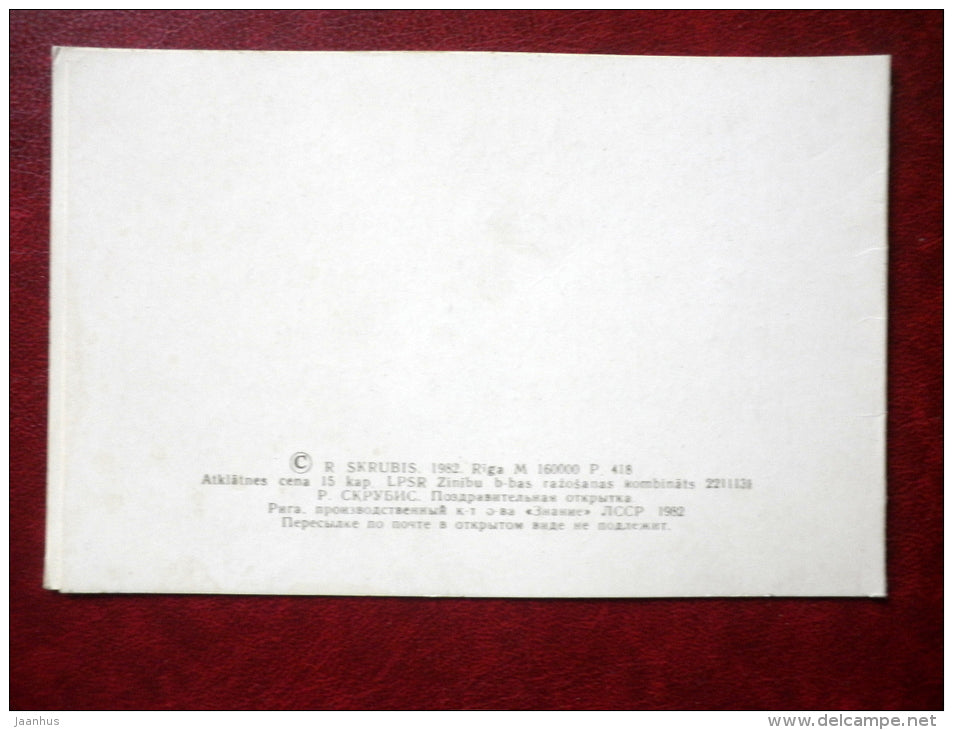 © R. SKRUBIS. 1982. Rīga M 160000 P. 418
Atklātnes cena 15 kap. LPSR Zinību b-bas ražošanas kombināts 2211131
Р. СКРУБИС. Поздравительная открытка.
Рига, производственный к-т о-ва «Знание» ЛССР. 1982
Пересылке по почте в открытом виде не подлежит.
jaanhus
www.delcampe.net